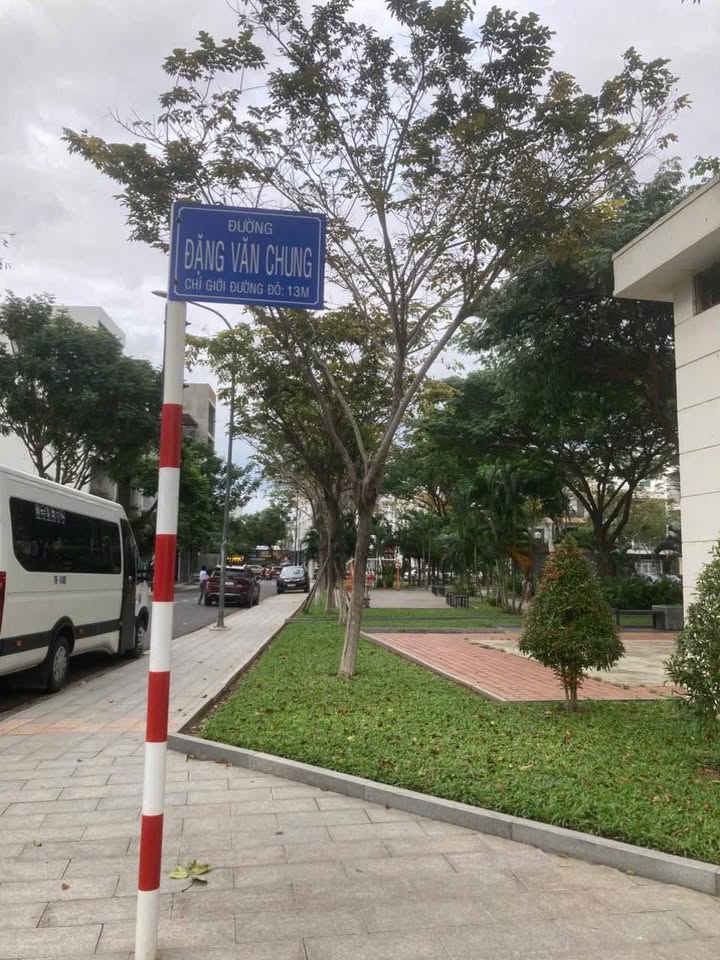 ĐƯỜNG
ĐẶNG VĂN CHUNG
CHỈ GIỚI ĐƯỜNG ĐỎ: 13M